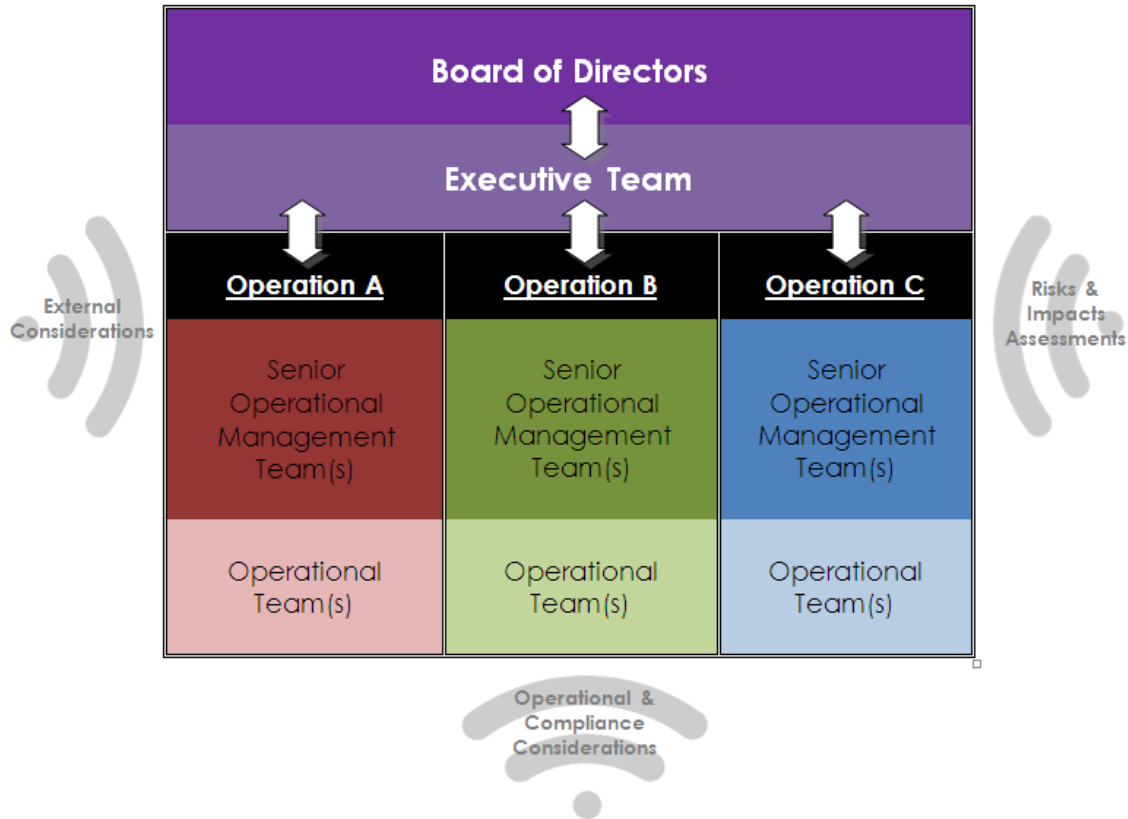 Board of Directors
Executive Team
Operation A
Operation B
Operation C
External
Considerations
Risks &
Impacts
Assessments
Senior
Operational
Management
Team(s)
Senior
Operational
Management
Team(s)
Senior
Operational
Management
Team(s)
Operational
Team(s)
Operational
Team(s)
Operational
Team(s)
Operational &
Compliance
Considerations